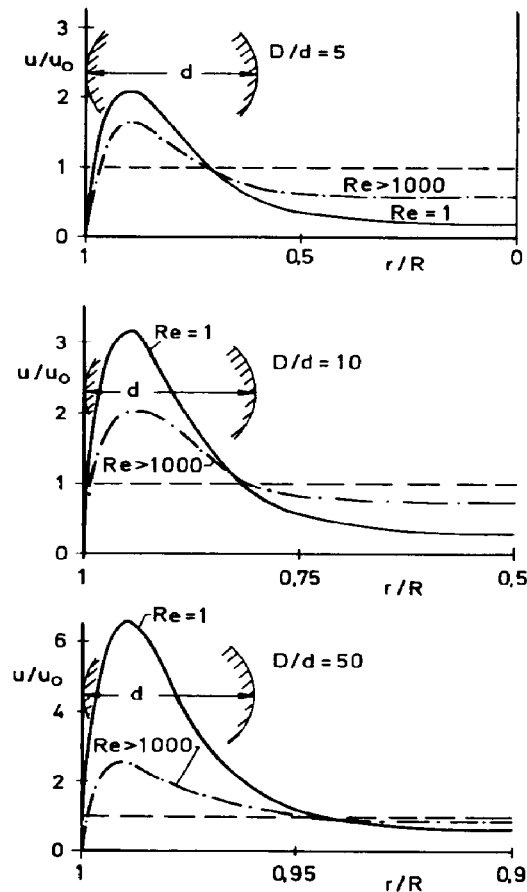 3
u/u₀
d
D/d=5
2
1
Re>1000
Re=1
0
1
0,5
0
r/R
3
Re=1
u/u₀
d
D/d=10
2
Re>1000
1
0
1
0,75
0,5
r/R
6
Re=1
u/u₀
D/d=50
d
4
Re>1000
2
0
1
0,95
0,9
r/R